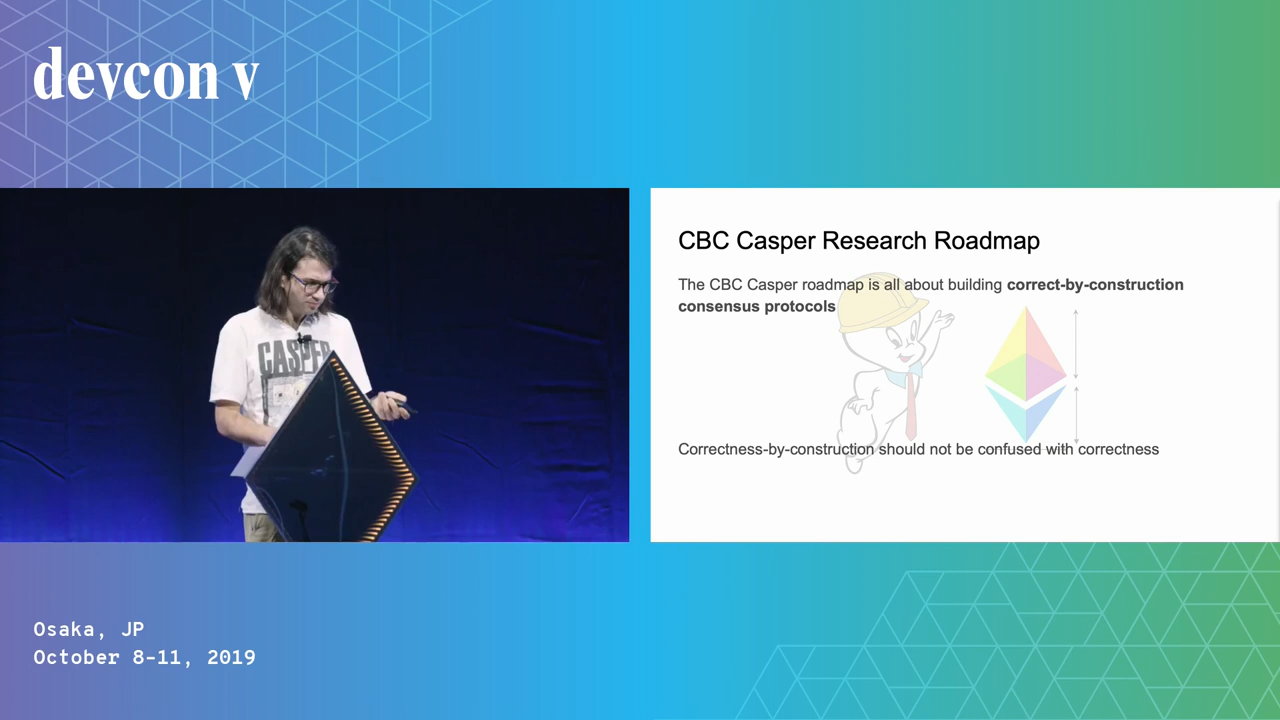 devcon v
CASPER
CBC Casper Research Roadmap
The CBC Casper roadmap is all about building correct-by-construction
consensus protocols
Correctness-by-construction should not be confused with correctness
Osaka, JP
October 8-11, 2019